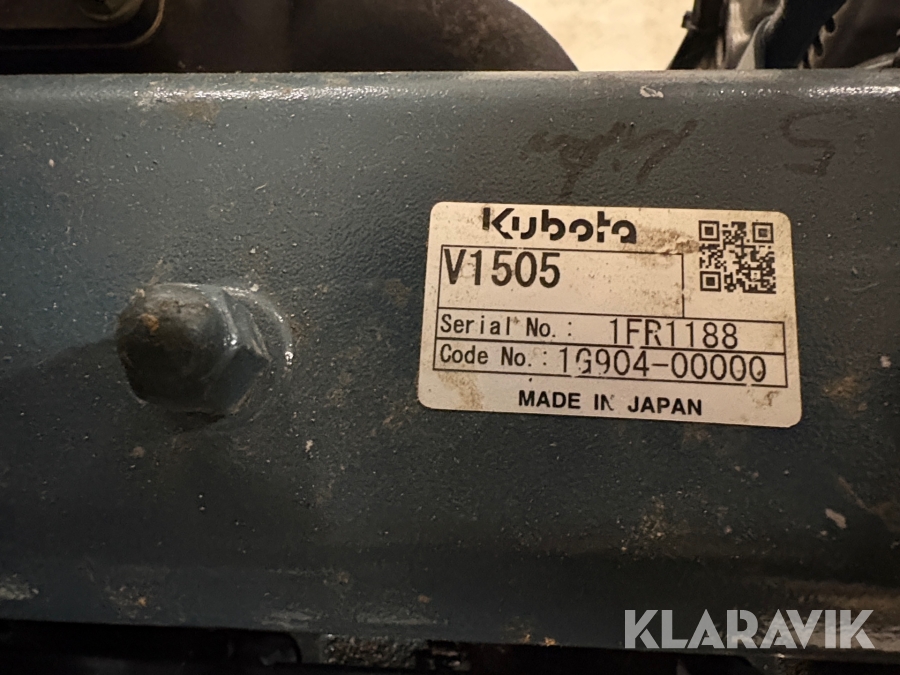 Kubota
V1505
Serial No.: 1FR1188
Code No.: 1G904-00000
MADE IN JAPAN
KLARAVIK